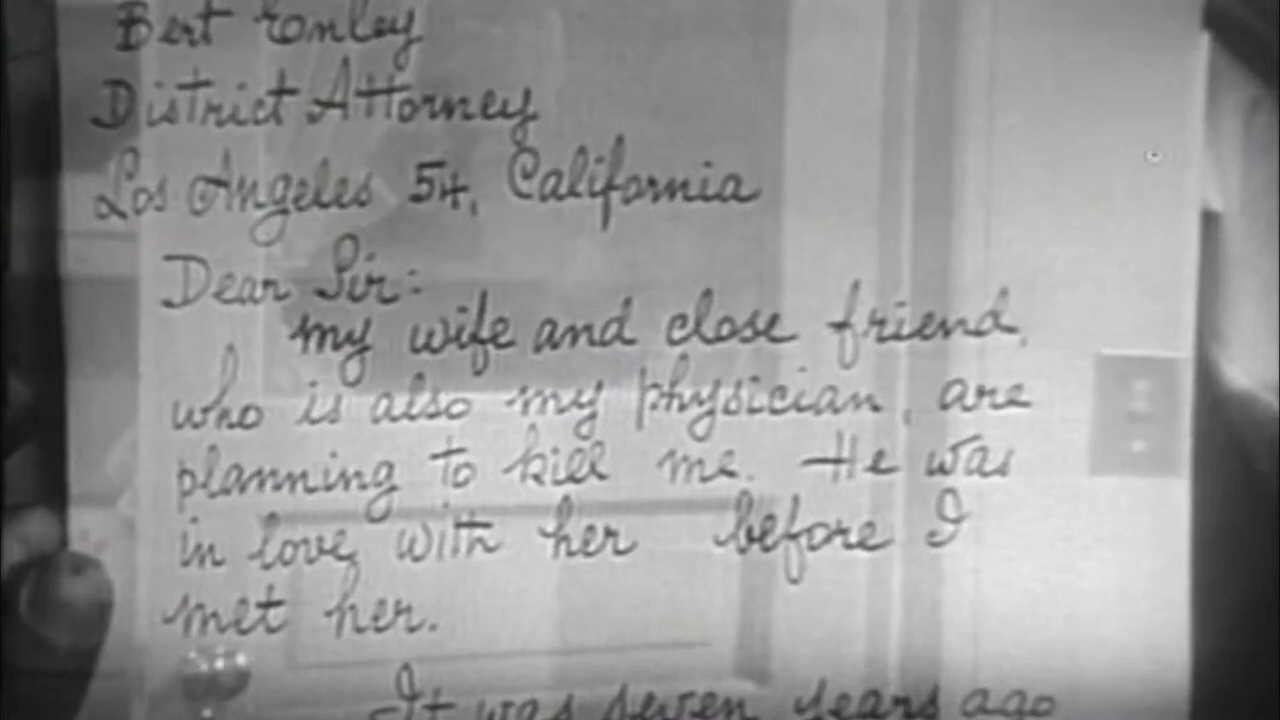 Bert Emley
District Attorney
Los Angeles 54, California
Dear Sir:
my wife and close friend,
who is also my physician, are
planning to kill me. He was
in love with her before I
met her.
It was seven years ago